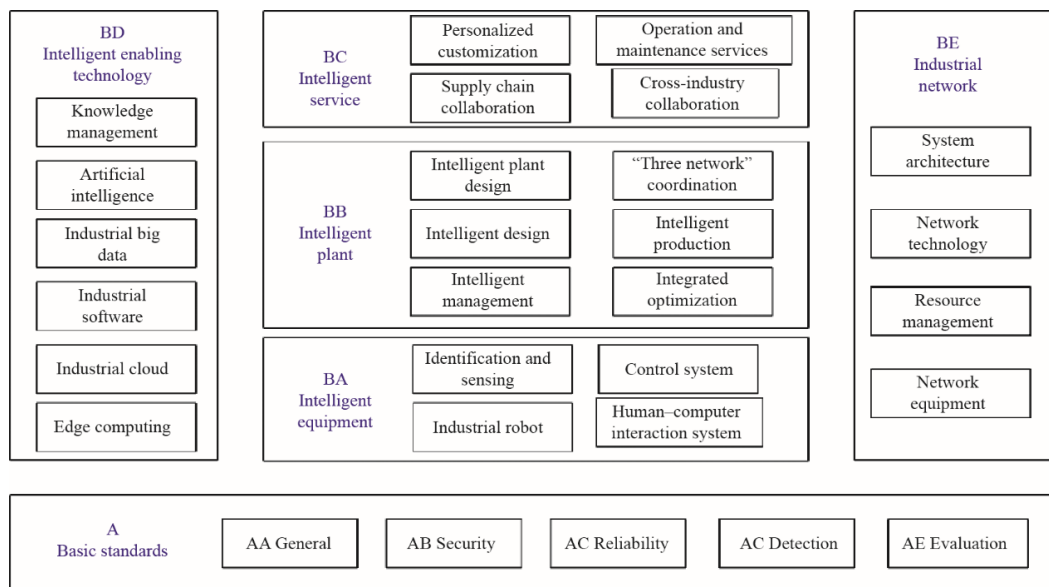 BD
Intelligent enabling
technology
Knowledge
management
Artificial
intelligence
Industrial big
data
Industrial
software
Industrial cloud
Edge computing
BC
Intelligent
service
Personalized
customization
Operation and
maintenance services
Supply chain
collaboration
Cross-industry
collaboration
BB
Intelligent
plant
Intelligent plant
design
“Three network”
coordination
Intelligent design
Intelligent
production
Intelligent
management
Integrated
optimization
BA
Intelligent
equipment
Identification and
sensing
Control system
Industrial robot
Human–computer
interaction system
BE
Industrial
network
System
architecture
Network
technology
Resource
management
Network
equipment
A
Basic standards
AA General
AB Security
AC Reliability
AC Detection
AE Evaluation